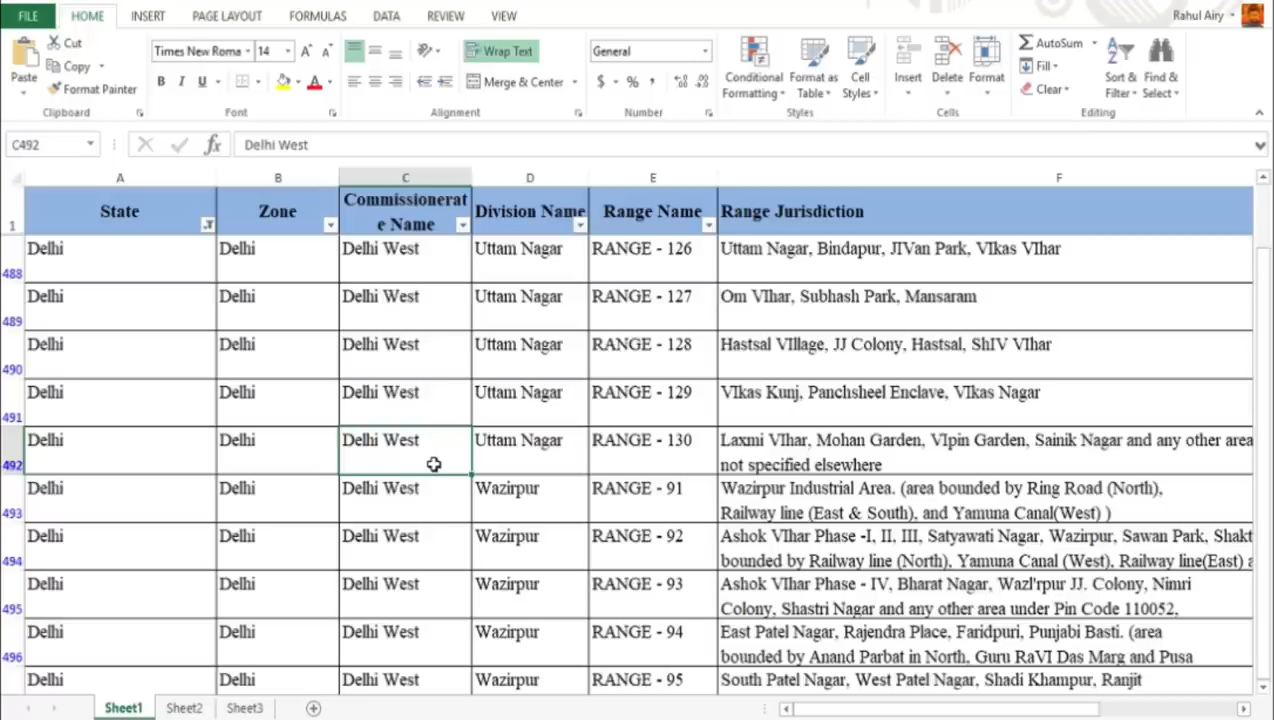 FILE HOME INSERT PAGE LAYOUT FORMULAS DATA REVIEW VIEW Rahul Airy
Cut
Copy
Format Painter
Paste
Clipboard
Times New Roma 14
B I U
Font
Wrap Text
Merge & Center
Alignment
General
$ % ,
Number
Conditional Formatting
Format as Table
Cell Styles
Styles
Insert Delete Format
Cells
AutoSum
Fill
Clear
Sort & Filter
Find & Select
Editing
C492 fx Delhi West
A B C D E F
1 State Zone Commissionerat Division Name Range Name Range Jurisdiction
e Name
488 Delhi Delhi Delhi West Uttam Nagar RANGE - 126 Uttam Nagar, Bindapur, JIVan Park, VIkas VIhar
489 Delhi Delhi Delhi West Uttam Nagar RANGE - 127 Om VIhar, Subhash Park, Mansaram
490 Delhi Delhi Delhi West Uttam Nagar RANGE - 128 Hastsal VIllage, JJ Colony, Hastsal, ShIV VIhar
491 Delhi Delhi Delhi West Uttam Nagar RANGE - 129 VIkas Kunj, Panchsheel Enclave, VIkas Nagar
492 Delhi Delhi Delhi West Uttam Nagar RANGE - 130 Laxmi VIhar, Mohan Garden, VIpin Garden, Sainik Nagar and any other area
not specified elsewhere
493 Delhi Delhi Delhi West Wazirpur RANGE - 91 Wazirpur Industrial Area. (area bounded by Ring Road (North),
Railway line (East & South), and Yamuna Canal(West) )
494 Delhi Delhi Delhi West Wazirpur RANGE - 92 Ashok VIhar Phase -I, II, III, Satyawati Nagar, Wazirpur, Sawan Park, Shakt
bounded by Railway line (North), Yamuna Canal (West), Railway line(East) a
495 Delhi Delhi Delhi West Wazirpur RANGE - 93 Ashok VIhar Phase - IV, Bharat Nagar, Wazl'rpur JJ. Colony, Nimri
Colony, Shastri Nagar and any other area under Pin Code 110052,
496 Delhi Delhi Delhi West Wazirpur RANGE - 94 East Patel Nagar, Rajendra Place, Faridpuri, Punjabi Basti. (area
bounded by Anand Parbat in North, Guru RaVI Das Marg and Pusa
Delhi Delhi Delhi West Wazirpur RANGE - 95 South Patel Nagar, West Patel Nagar, Shadi Khampur, Ranjit
Sheet1 Sheet2 Sheet3